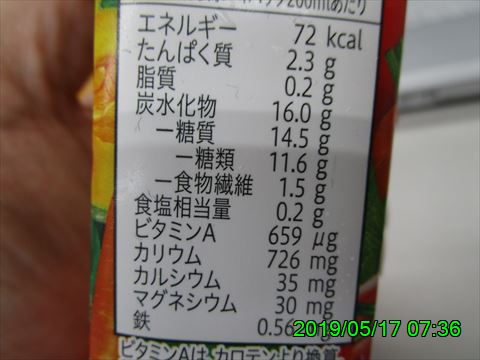 200mlあたり
エネルギー 72 kcal
たんぱく質 2.3 g
脂質 0.2 g
炭水化物 16.0 g
ー糖質 14.5 g
ー糖類 11.6 g
ー食物繊維 1.5 g
食塩相当量 0.2 g
ビタミンA 659 μg
カリウム 726 mg
カルシウム 35 mg
マグネシウム 30 mg
鉄 0.56
2019/05/17 07:36
ビタミンAは、カロテンより換算